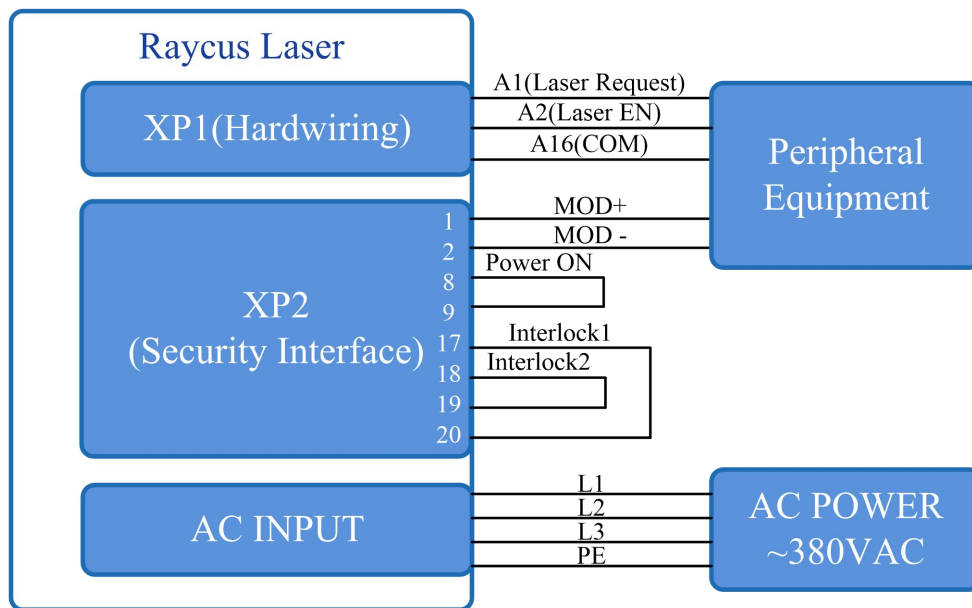 Raycus Laser
XP1(Hardwiring)
A1(Laser Request)
A2(Laser EN)
A16(COM)
Peripheral
Equipment
XP2
(Security Interface)
1
2
8
9
17
18
19
20
MOD+
MOD -
Power ON
Interlock1
Interlock2
AC INPUT
L1
L2
L3
PE
AC POWER
~380VAC